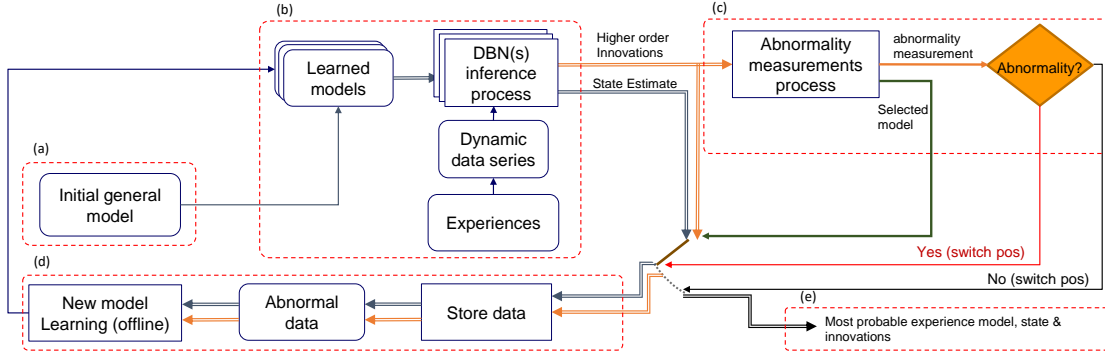 (a)
Initial general
model
(b)
Learned
models
DBN(s)
inference
process
Dynamic
data series
Experiences
Higher order
Innovations
State Estimate
(c)
Abnormality
measurements
process
abnormality
measurement
Abnormality?
Selected
model
Yes (switch pos)
No (switch pos)
(d)
New model
Learning (offline)
Abnormal
data
Store data
(e)
Most probable experience model, state &
innovations